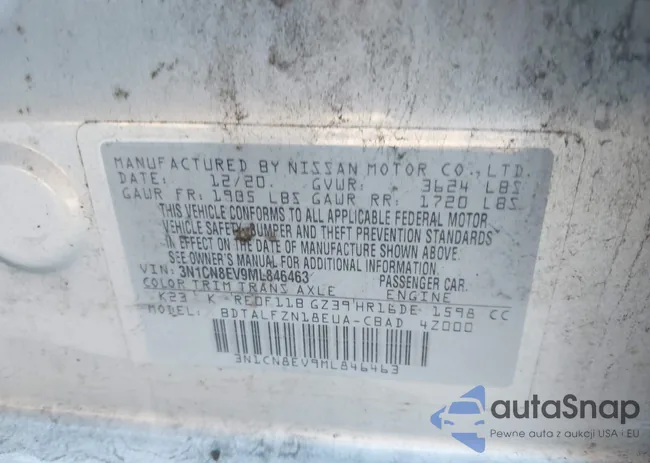 MANUFACTURED BY NISSAN MOTOR CO., LTD.
DATE: 12/20 GVWR: 3624 LBS
GAWR FR: 1905 LBS GAWR RR: 1720 LBS
THIS VEHICLE CONFORMS TO ALL APPLICABLE FEDERAL MOTOR
VEHICLE SAFETY, BUMPER AND THEFT PREVENTION STANDARDS
IN EFFECT ON THE DATE OF MANUFACTURE SHOWN ABOVE.
SEE OWNER'S MANUAL FOR ADDITIONAL INFORMATION.
VIN: 3N1CN8EV9ML846463 PASSENGER CAR
COLOR TRIM TRANS AXLE ENGINE
K23 K RE0F11B GZ39 HR16DE 1598 CC
MODEL: BDTALFZN18EUA-CBAD 4Z000
3N1CN8EV9ML846463
autaSnap
Pewne auta z aukcji USA i EU